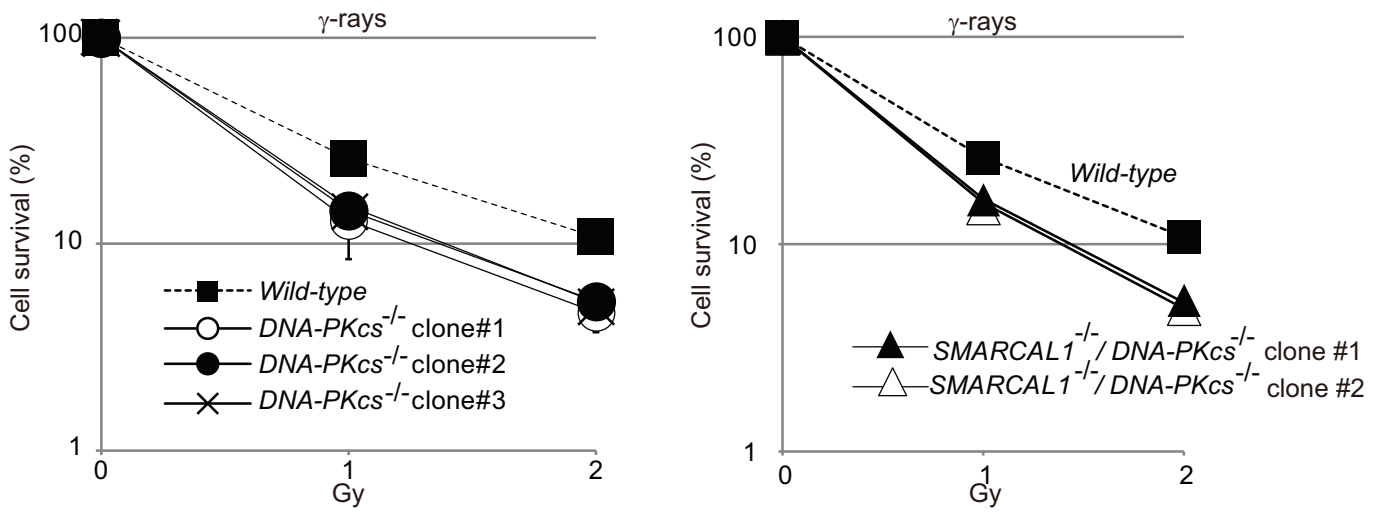 γ-rays
100
10
1
0
1
2
Gy
Cell survival (%)
Wild-type
DNA-PKcs-/- clone#1
DNA-PKcs-/- clone#2
DNA-PKcs-/- clone#3
γ-rays
100
10
1
0
1
2
Gy
Cell survival (%)
Wild-type
SMARCAL1-/-/ DNA-PKcs-/- clone #1
SMARCAL1-/-/ DNA-PKcs-/- clone #2